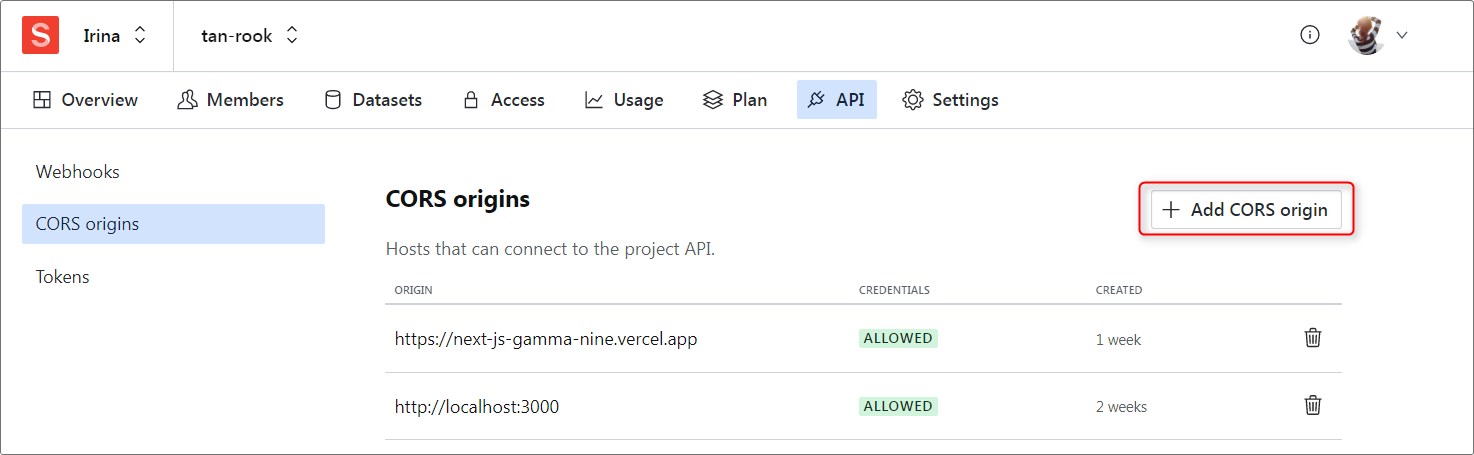 S Irina tan-rook
Overview Members Datasets Access Usage Plan API Settings
Webhooks
CORS origins
Tokens
CORS origins
+ Add CORS origin
Hosts that can connect to the project API.
ORIGIN CREDENTIALS CREATED
https://next-js-gamma-nine.vercel.app ALLOWED 1 week
http://localhost:3000 ALLOWED 2 weeks